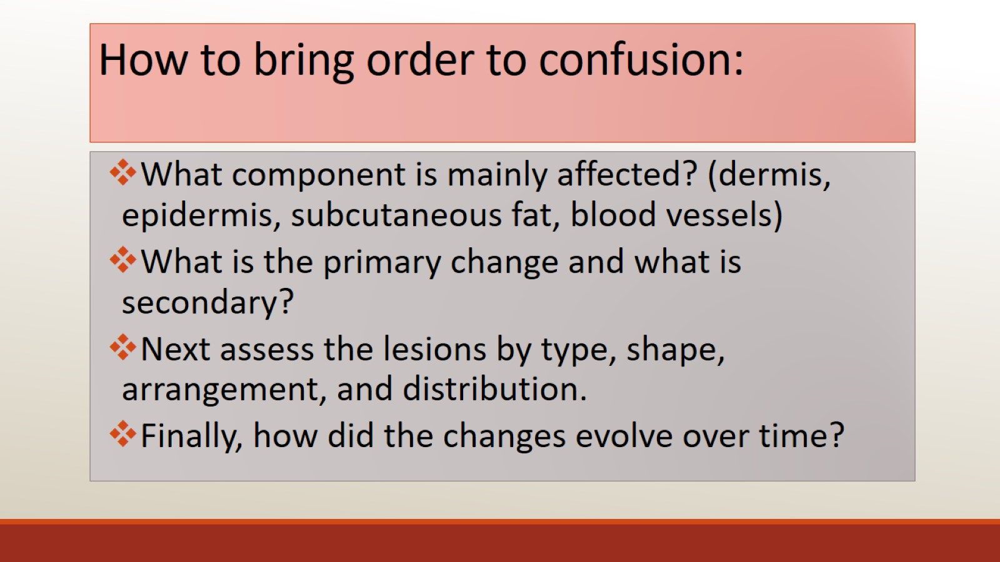 How to bring order to confusion:
❖What component is mainly affected? (dermis,
epidermis, subcutaneous fat, blood vessels)
❖What is the primary change and what is
secondary?
❖Next assess the lesions by type, shape,
arrangement, and distribution.
❖Finally, how did the changes evolve over time?